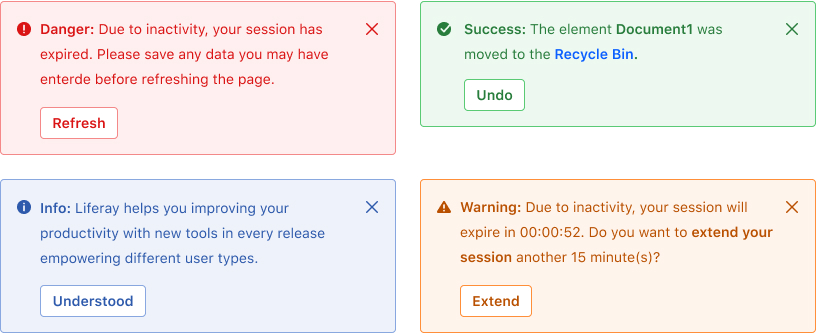 Danger: Due to inactivity, your session has
expired. Please save any data you may have
enterde before refreshing the page.
Refresh
Success: The element Document1 was
moved to the Recycle Bin.
Undo
Info: Liferay helps you improving your
productivity with new tools in every release
empowering different user types.
Understood
Warning: Due to inactivity, your session will
expire in 00:00:52. Do you want to extend your
session another 15 minute(s)?
Extend